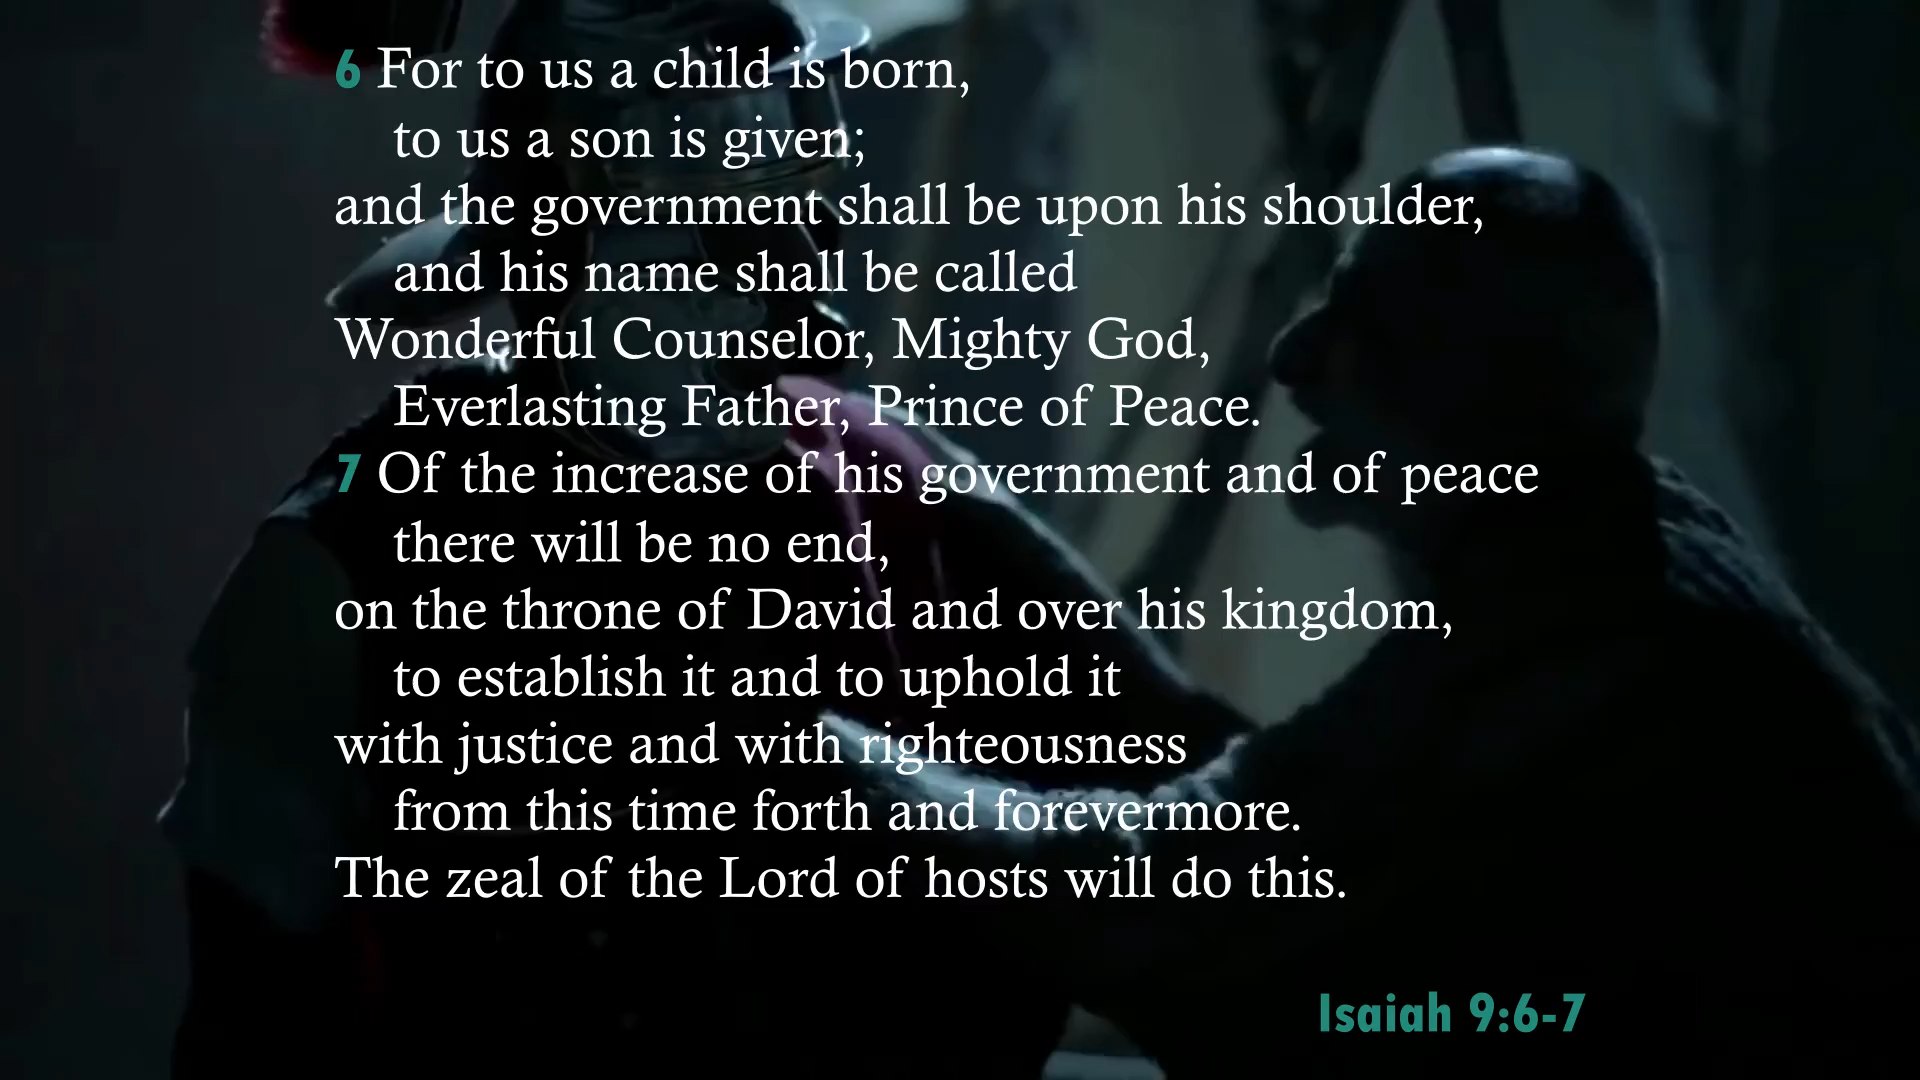 6 For to us a child is born,
to us a son is given;
and the government shall be upon his shoulder,
and his name shall be called
Wonderful Counselor, Mighty God,
Everlasting Father, Prince of Peace.
7 Of the increase of his government and of peace
there will be no end,
on the throne of David and over his kingdom,
to establish it and to uphold it
with justice and with righteousness
from this time forth and forevermore.
The zeal of the Lord of hosts will do this.
Isaiah 9:6-7